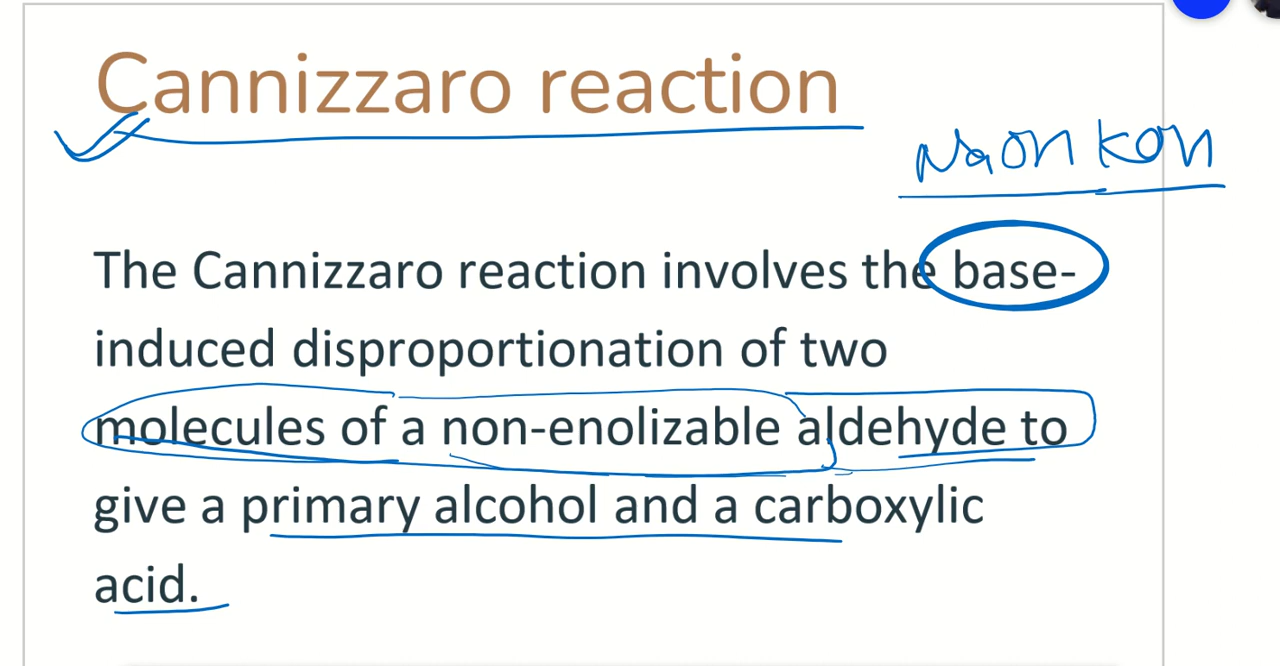 Cannizzaro reaction
NaOH KOH
The Cannizzaro reaction involves the base-
induced disproportionation of two
molecules of a non-enolizable aldehyde to
give a primary alcohol and a carboxylic
acid.